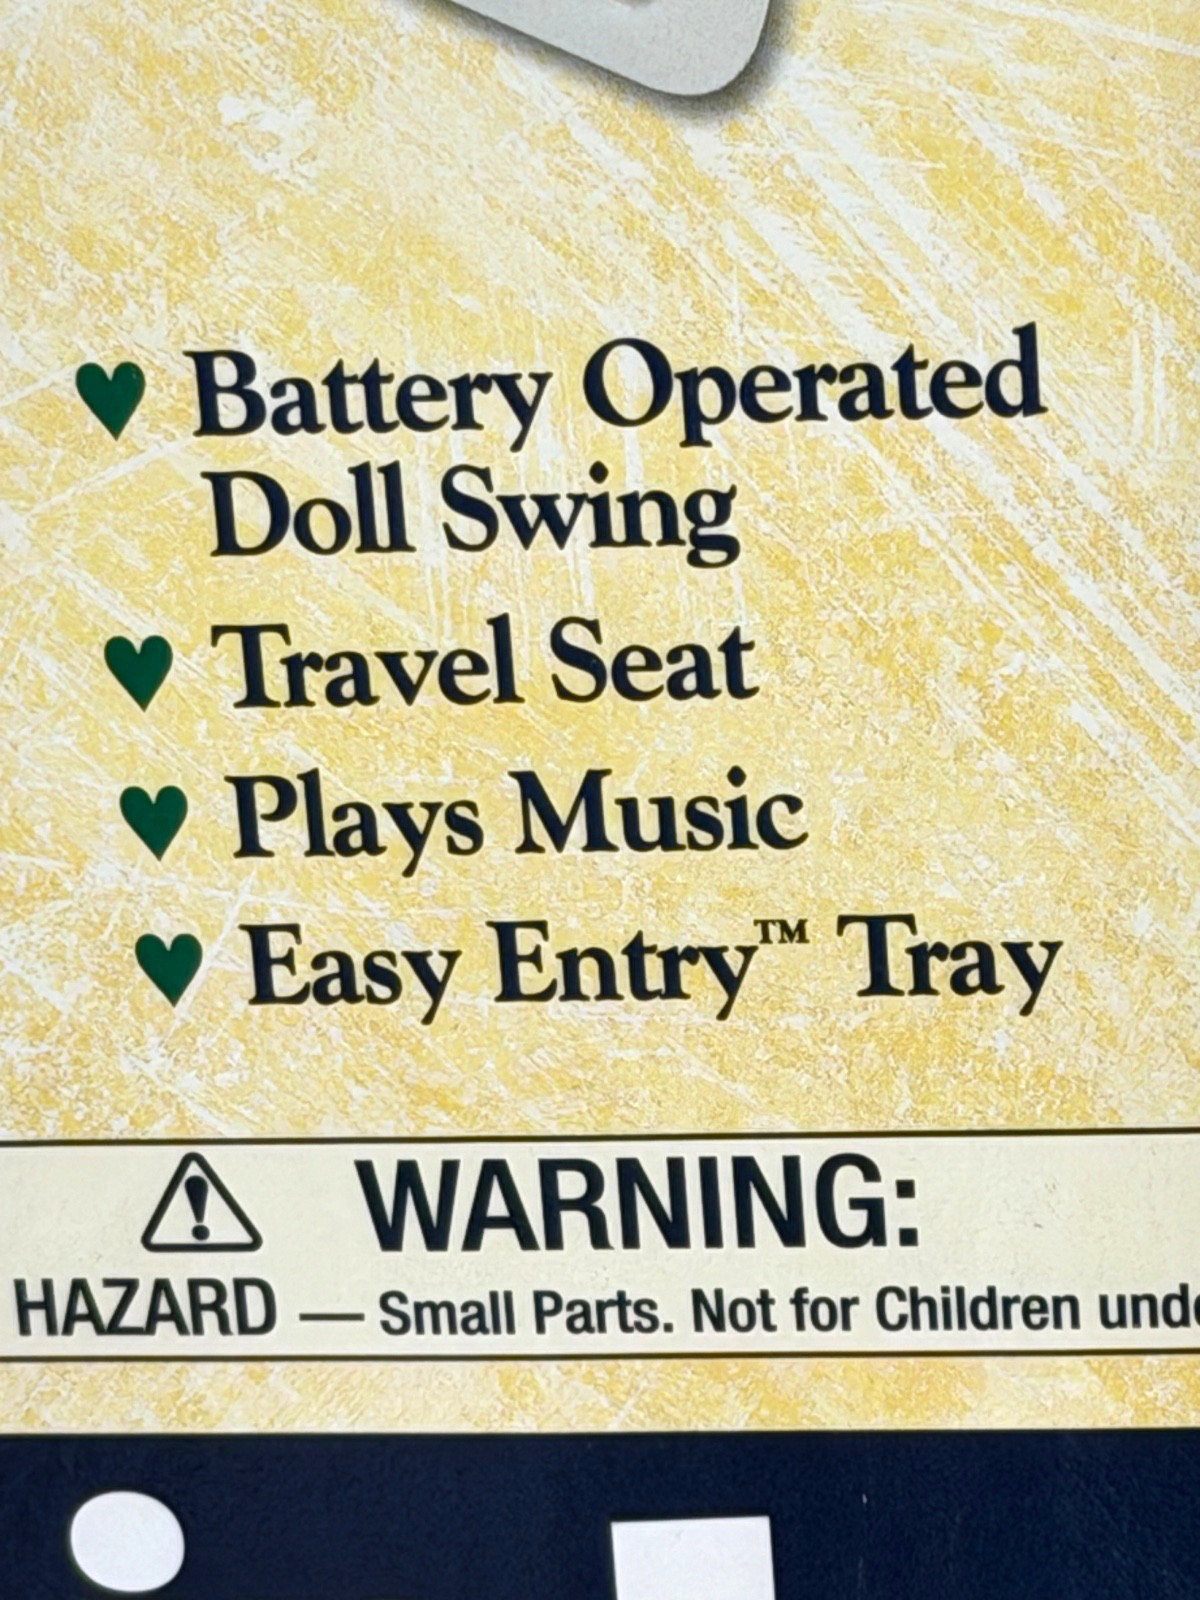 Battery Operated
Doll Swing
Travel Seat
Plays Music
Easy Entry™ Tray
WARNING:
HAZARD — Small Parts. Not for Children